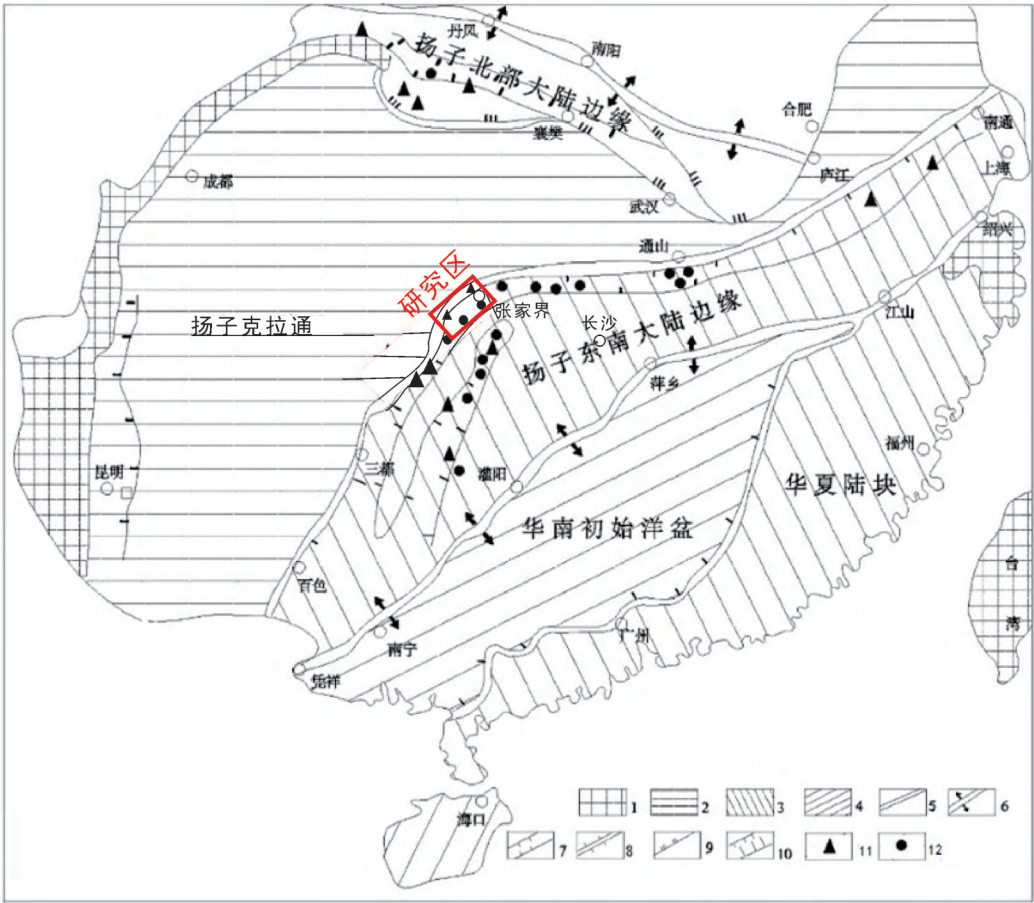 丹凤
南阳
扬子北部大陆边缘
合肥
南通
襄樊
上海
成都
庐江
武汉
绍兴
通山
研究区
张家界
江山
扬子克拉通
长沙
扬子东南大陆边缘
萍乡
福州
三都
昆明
灌阳
华夏陆块
华南初始洋盆
台湾
百色
广州
南宁
凭祥
海口
1
2
3
4
5
6
7
8
9
10
11
12